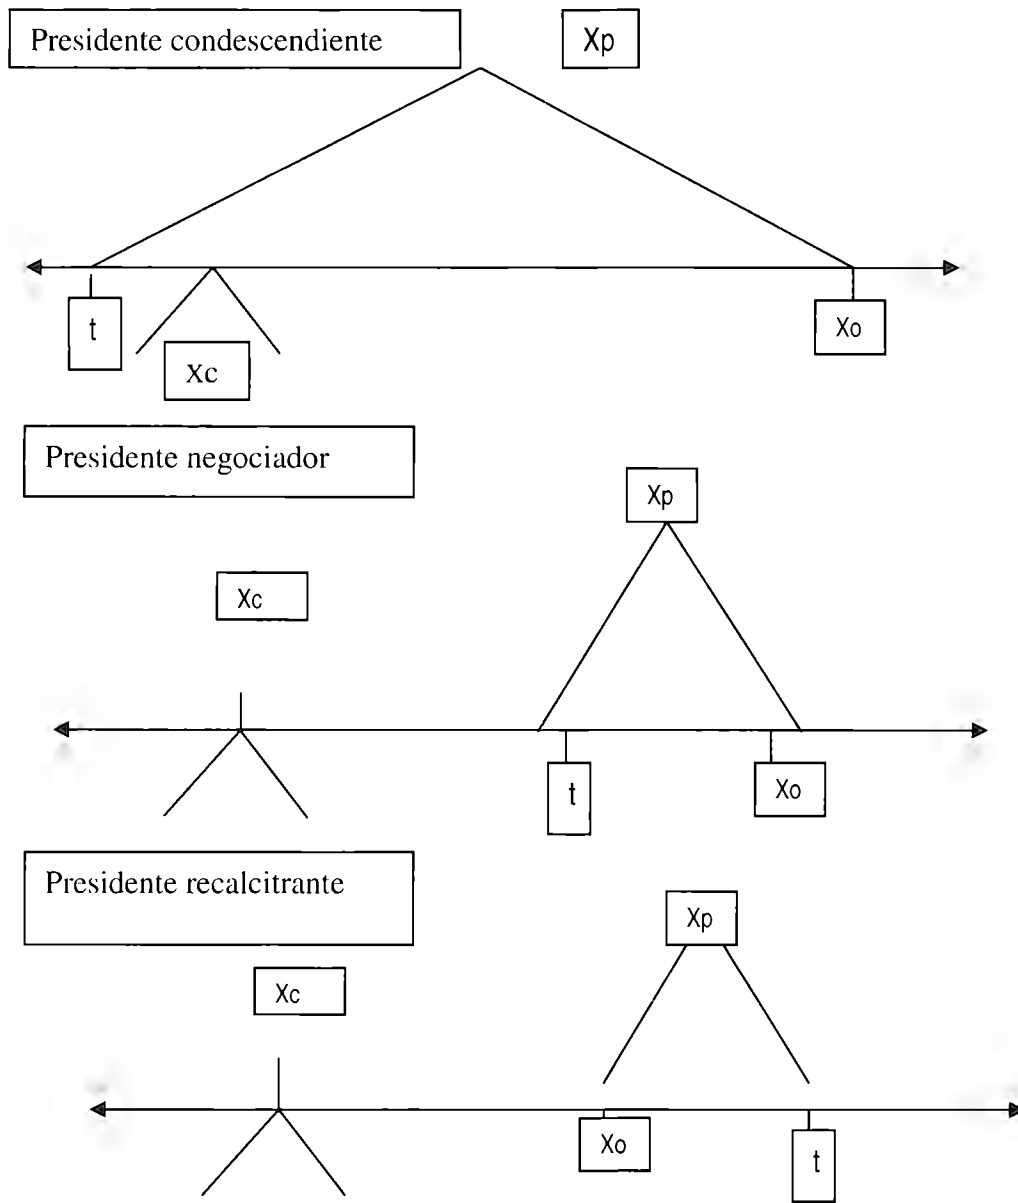 Presidente condescendiente
Xp
t
Xc
Xo
Presidente negociador
Xp
Xc
t
Xo
Presidente recalcitrante
Xp
Xc
Xo
t